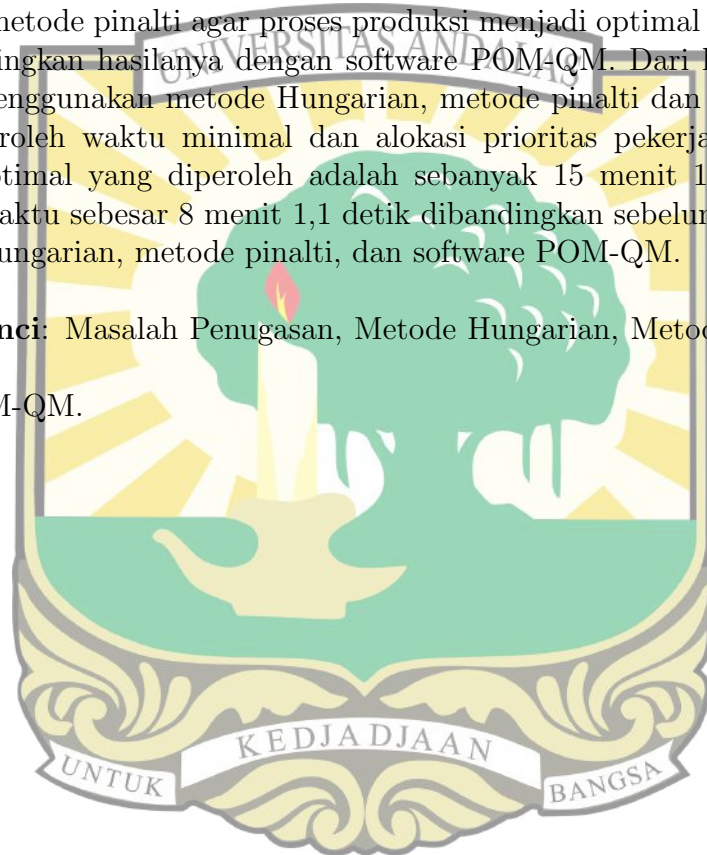 metode pinalti agar proses produksi menjadi optimal
ingkan hasilanya dengan software POM-QM. Dari
enggunakan metode Hungarian, metode pinalti dan
roleh waktu minimal dan alokasi prioritas pekerja
timal yang diperoleh adalah sebanyak 15 menit 1
aktu sebesar 8 menit 1,1 detik dibandingkan sebelu
ungarian, metode pinalti, dan software POM-QM.
nci: Masalah Penugasan, Metode Hungarian, Meto
M-QM.
UNIVERSITAS ANDALAS
UNTUK KEDJADJAAN BANGSA